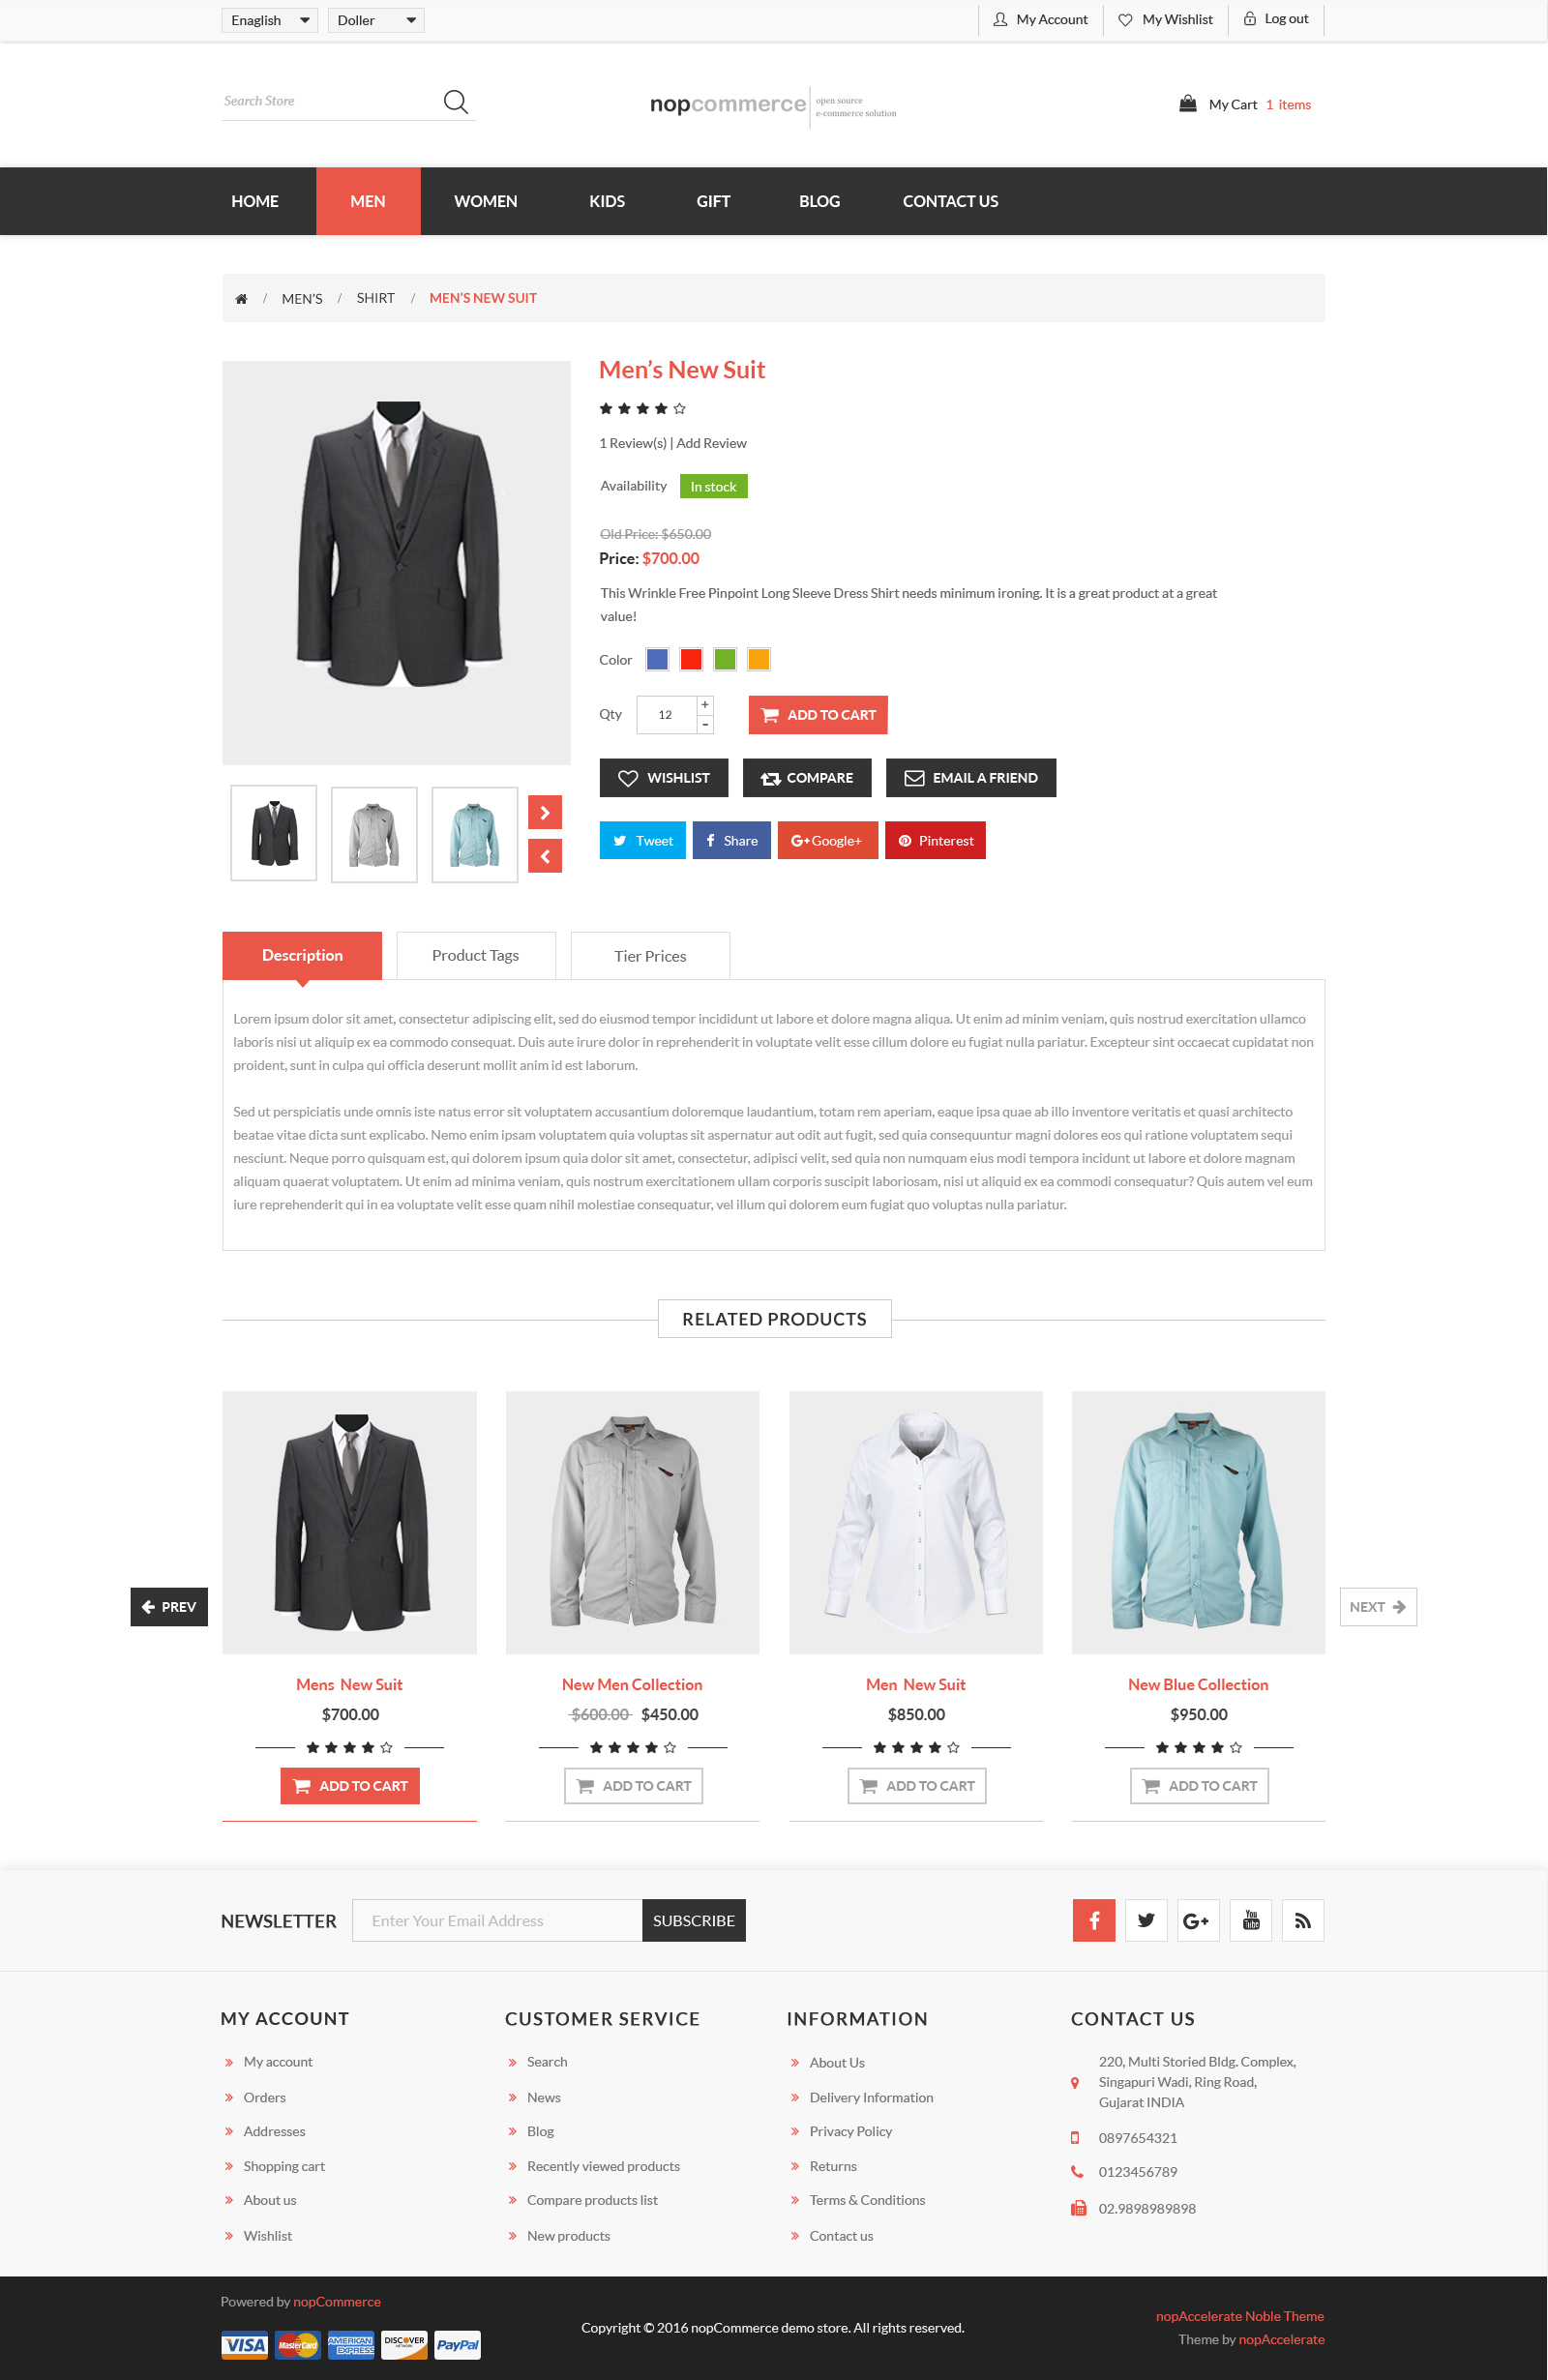 Enaglish Doller My Account My Wishlist Log out
Search Store nopcommerce open source
e-commerce solution
My Cart 1 items
HOME MEN WOMEN KIDS GIFT BLOG CONTACT US
/ MEN'S / SHIRT / MEN'S NEW SUIT
Men's New Suit
1 Review(s) | Add Review
Availability In stock
Old Price: $650.00
Price: $700.00
This Wrinkle Free Pinpoint Long Sleeve Dress Shirt needs minimum ironing. It is a great product at a great
value!
Color
Qty 12 + - ADD TO CART
WISHLIST COMPARE EMAIL A FRIEND
Tweet Share Google+ Pinterest
Description Product Tags Tier Prices
Lorem ipsum dolor sit amet, consectetur adipiscing elit, sed do eiusmod tempor incididunt ut labore et dolore magna aliqua. Ut enim ad minim veniam, quis nostrud exercitation ullamco
laboris nisi ut aliquip ex ea commodo consequat. Duis aute irure dolor in reprehenderit in voluptate velit esse cillum dolore eu fugiat nulla pariatur. Excepteur sint occaecat cupidatat non
proident, sunt in culpa qui officia deserunt mollit anim id est laborum.
Sed ut perspiciatis unde omnis iste natus error sit voluptatem accusantium doloremque laudantium, totam rem aperiam, eaque ipsa quae ab illo inventore veritatis et quasi architecto
beatae vitae dicta sunt explicabo. Nemo enim ipsam voluptatem quia voluptas sit aspernatur aut odit aut fugit, sed quia consequuntur magni dolores eos qui ratione voluptatem sequi
nesciunt. Neque porro quisquam est, qui dolorem ipsum quia dolor sit amet, consectetur, adipisci velit, sed quia non numquam eius modi tempora incidunt ut labore et dolore magnam
aliquam quaerat voluptatem. Ut enim ad minima veniam, quis nostrum exercitationem ullam corporis suscipit laboriosam, nisi ut aliquid ex ea commodi consequatur? Quis autem vel eum
iure reprehenderit qui in ea voluptate velit esse quam nihil molestiae consequatur, vel illum qui dolorem eum fugiat quo voluptas nulla pariatur.
RELATED PRODUCTS
PREV NEXT
Mens New Suit New Men Collection Men New Suit New Blue Collection
$700.00 $600.00 $450.00 $850.00 $950.00
ADD TO CART ADD TO CART ADD TO CART ADD TO CART
NEWSLETTER Enter Your Email Address SUBSCRIBE You Tube
MY ACCOUNT
My account
Orders
Addresses
Shopping cart
About us
Wishlist
CUSTOMER SERVICE
Search
News
Blog
Recently viewed products
Compare products list
New products
INFORMATION
About Us
Delivery Information
Privacy Policy
Returns
Terms & Conditions
Contact us
CONTACT US
220, Multi Storied Bldg. Complex,
Singapuri Wadi, Ring Road,
Gujarat INDIA
0897654321
0123456789
02.9898989898
Powered by nopCommerce
VISA MasterCard AMERICAN EXPRESS DISCOVER NETWORK PayPal
Copyright © 2016 nopCommerce demo store. All rights reserved.
nopAccelerate Noble Theme
Theme by nopAccelerate